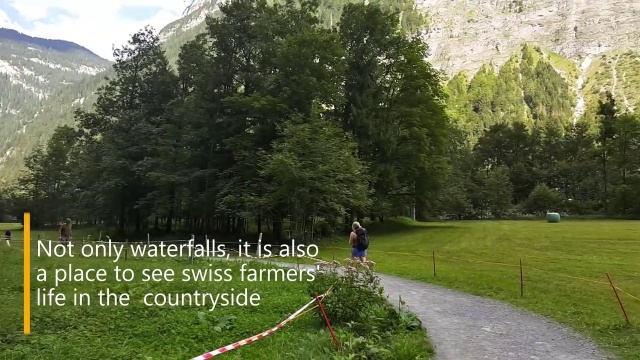 Not only waterfalls, it is also
a place to see swiss farmers'
life in the  countryside